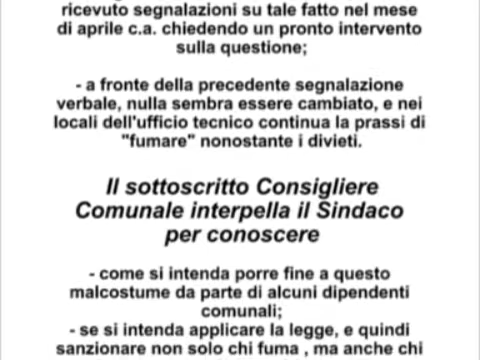 ricevuto segnalazioni su tale fatto nel mese
di aprile c.a. chiedendo un pronto intervento
sulla questione;
- a fronte della precedente segnalazione
verbale, nulla sembra essere cambiato, e nei
locali dell'ufficio tecnico continua la prassi di
"fumare" nonostante i divieti.
Il sottoscritto Consigliere
Comunale interpella il Sindaco
per conoscere
- come si intenda porre fine a questo
malcostume da parte di alcuni dipendenti
comunali;
- se si intenda applicare la legge, e quindi
sanzionare non solo chi fuma , ma anche chi